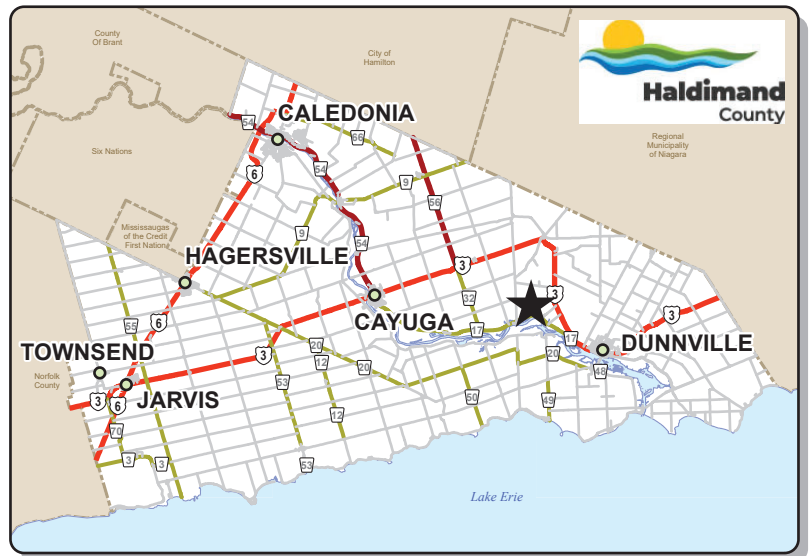 County
Of Brant
City of
Hamilton
Haldimand
County
Regional
Municipality
of Niagara
Six Nations
Mississaugas
of the Credit
First Nation
Norfolk
County
CALEDONIA
HAGERSVILLE
CAYUGA
TOWNSEND
JARVIS
DUNNVILLE
Lake Erie
54
66
6
54
9
56
9
54
3
32
3
3
55
6
17
17
20
20
12
20
3
53
48
50
49
12
3
6
70
3
3
53